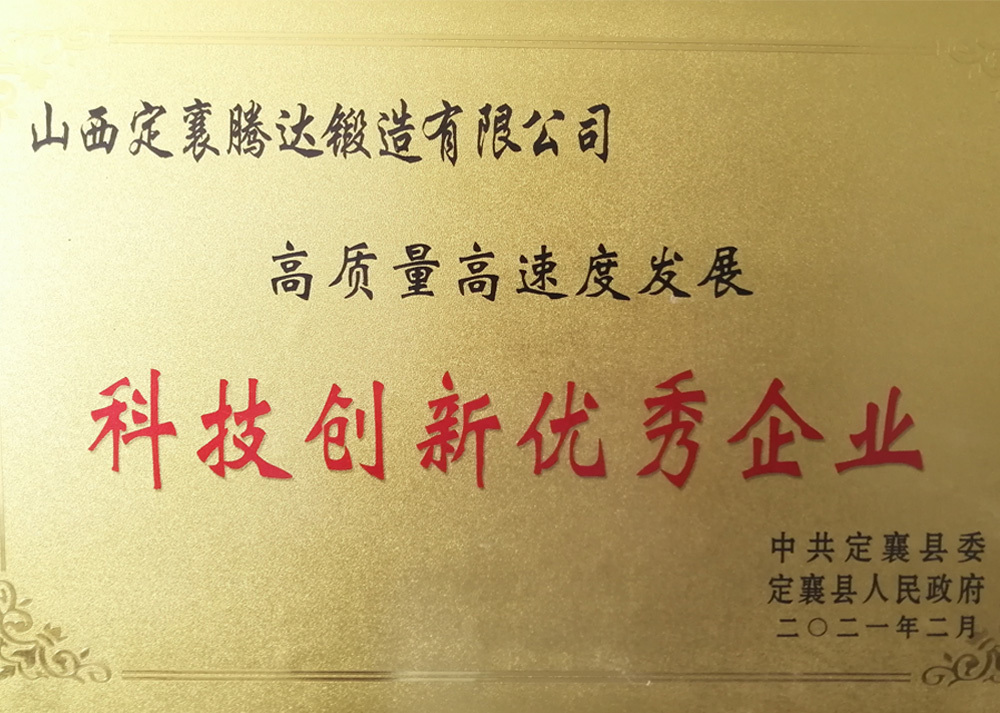 山西定襄腾达锻造有限公司
高质量高速度发展
科技创新优秀企业
中共定襄县委
定襄县人民政府
二〇二一年二月